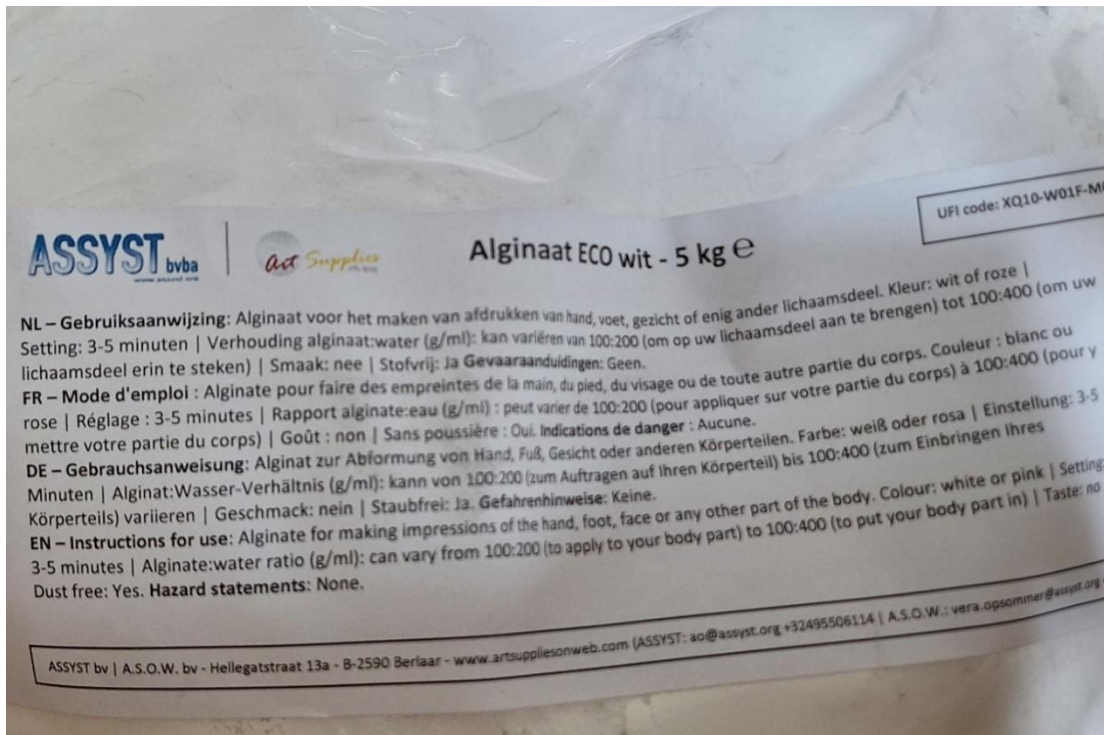 UFI code: XQ10-W01F-M
ASSYST bvba
Art Supplies
Alginaat ECO wit - 5 kg ℮
NL – Gebruiksaanwijzing: Alginaat voor het maken van afdrukken van hand, voet, gezicht of enig ander lichaamsdeel. Kleur: wit of roze |
Setting: 3-5 minuten | Verhouding alginaat:water (g/ml): kan variëren van 100:200 (om op uw lichaamsdeel aan te brengen) tot 100:400 (om uw
lichaamsdeel erin te steken) | Smaak: nee | Stofvrij: Ja Gevaaraanduidingen: Geen.
FR – Mode d'emploi : Alginate pour faire des empreintes de la main, du pied, du visage ou de toute autre partie du corps. Couleur : blanc ou
rose | Réglage : 3-5 minutes | Rapport alginate:eau (g/ml) : peut varier de 100:200 (pour appliquer sur votre partie du corps) à 100:400 (pour y
mettre votre partie du corps) | Goût : non | Sans poussière : Oui. Indications de danger : Aucune.
DE – Gebrauchsanweisung: Alginat zur Abformung von Hand, Fuß, Gesicht oder anderen Körperteilen. Farbe: weiß oder rosa | Einstellung: 3-5
Minuten | Alginat:Wasser-Verhältnis (g/ml): kann von 100:200 (zum Auftragen auf Ihren Körperteil) bis 100:400 (zum Einbringen Ihres
Körperteils) variieren | Geschmack: nein | Staubfrei: Ja. Gefahrenhinweise: Keine.
EN – Instructions for use: Alginate for making impressions of the hand, foot, face or any other part of the body. Colour: white or pink | Setting:
3-5 minutes | Alginate:water ratio (g/ml): can vary from 100:200 (to apply to your body part) to 100:400 (to put your body part in) | Taste: no
Dust free: Yes. Hazard statements: None.
ASSYST bv | A.S.O.W. bv - Hellegatstraat 13a - B-2590 Berlaar - www.artsuppliesonweb.com (ASSYST: ao@assyst.org +32495506114 | A.S.O.W.: vera.opsommer@assyst.org